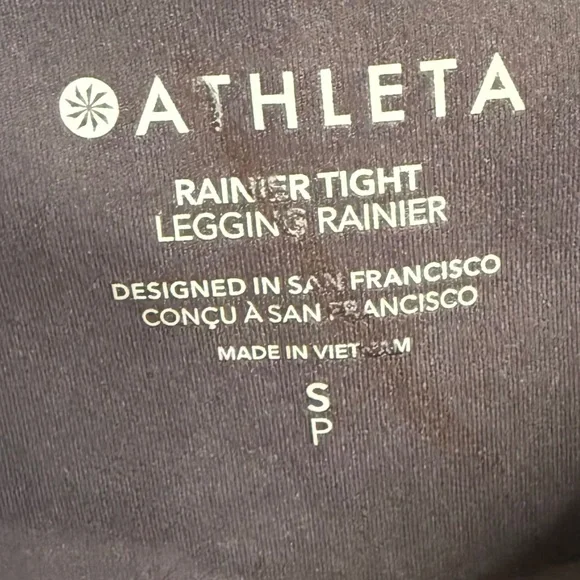 ATHLETA
RAINIER TIGHT
LEGGING RAINIER
DESIGNED IN SAN FRANCISCO
CONÇU À SAN FRANCISCO
MADE IN VIETNAM
S
P